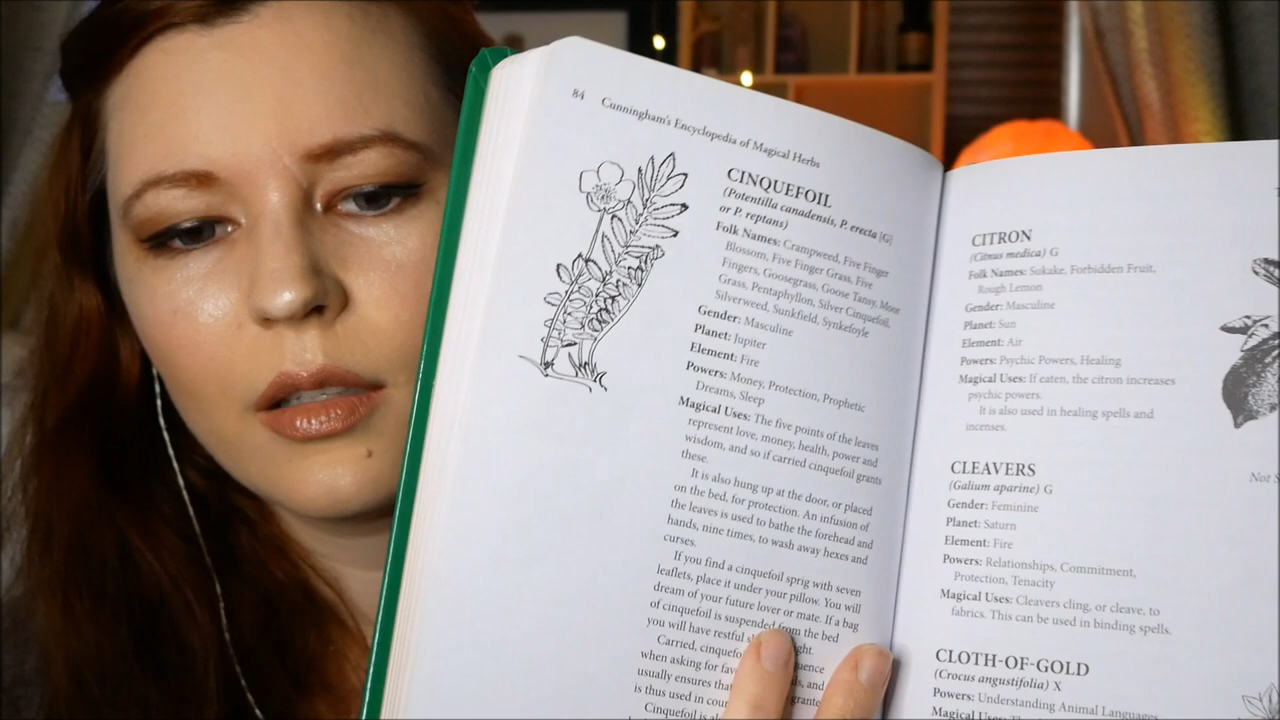 84 Cunningham's Encyclopedia of Magical Herbs
CINQUEFOIL
(Potentilla canadensis, P. erecta [G]
or P. reptans)
Folk Names: Crampweed, Five Finger
Blossom, Five Finger Grass, Five
Fingers, Goosegrass, Goose Tansy, Moor
Grass, Pentaphyllon, Silver Cinquefoil,
Silverweed, Sunkfield, Synkefoyle
Gender: Masculine
Planet: Jupiter
Element: Fire
Powers: Money, Protection, Prophetic
Dreams, Sleep
Magical Uses: The five points of the leaves
represent love, money, health, power and
wisdom, and so if carried cinquefoil grants
these.
It is also hung up at the door, or placed
on the bed, for protection. An infusion of
the leaves is used to bathe the forehead and
hands, nine times, to wash away hexes and
curses.
If you find a cinquefoil sprig with seven
leaflets, place it under your pillow. You will
dream of your future lover or mate. If a bag
of cinquefoil is suspended from the bed
you will have restful
Carried,
when asking for
usually ensures
is thus used in
Cinquefoil is
CITRON
(Citrus medica) G
Folk Names: Sukake, Forbidden Fruit,
Rough Lemon
Gender: Masculine
Planet: Sun
Element: Air
Powers: Psychic Powers, Healing
Magical Uses: If eaten, the citron increases
psychic powers.
It is also used in healing spells and
incenses.
Not
CLEAVERS
(Galium aparine) G
Gender: Feminine
Planet: Saturn
Element: Fire
Powers: Relationships, Commitment,
Protection, Tenacity
Magical Uses: Cleavers cling, or cleave, to
fabrics. This can be used in binding spells.
CLOTH-OF-GOLD
(Crocus angustifolia) X
Powers: Understanding Animal Languages
Magical Uses: